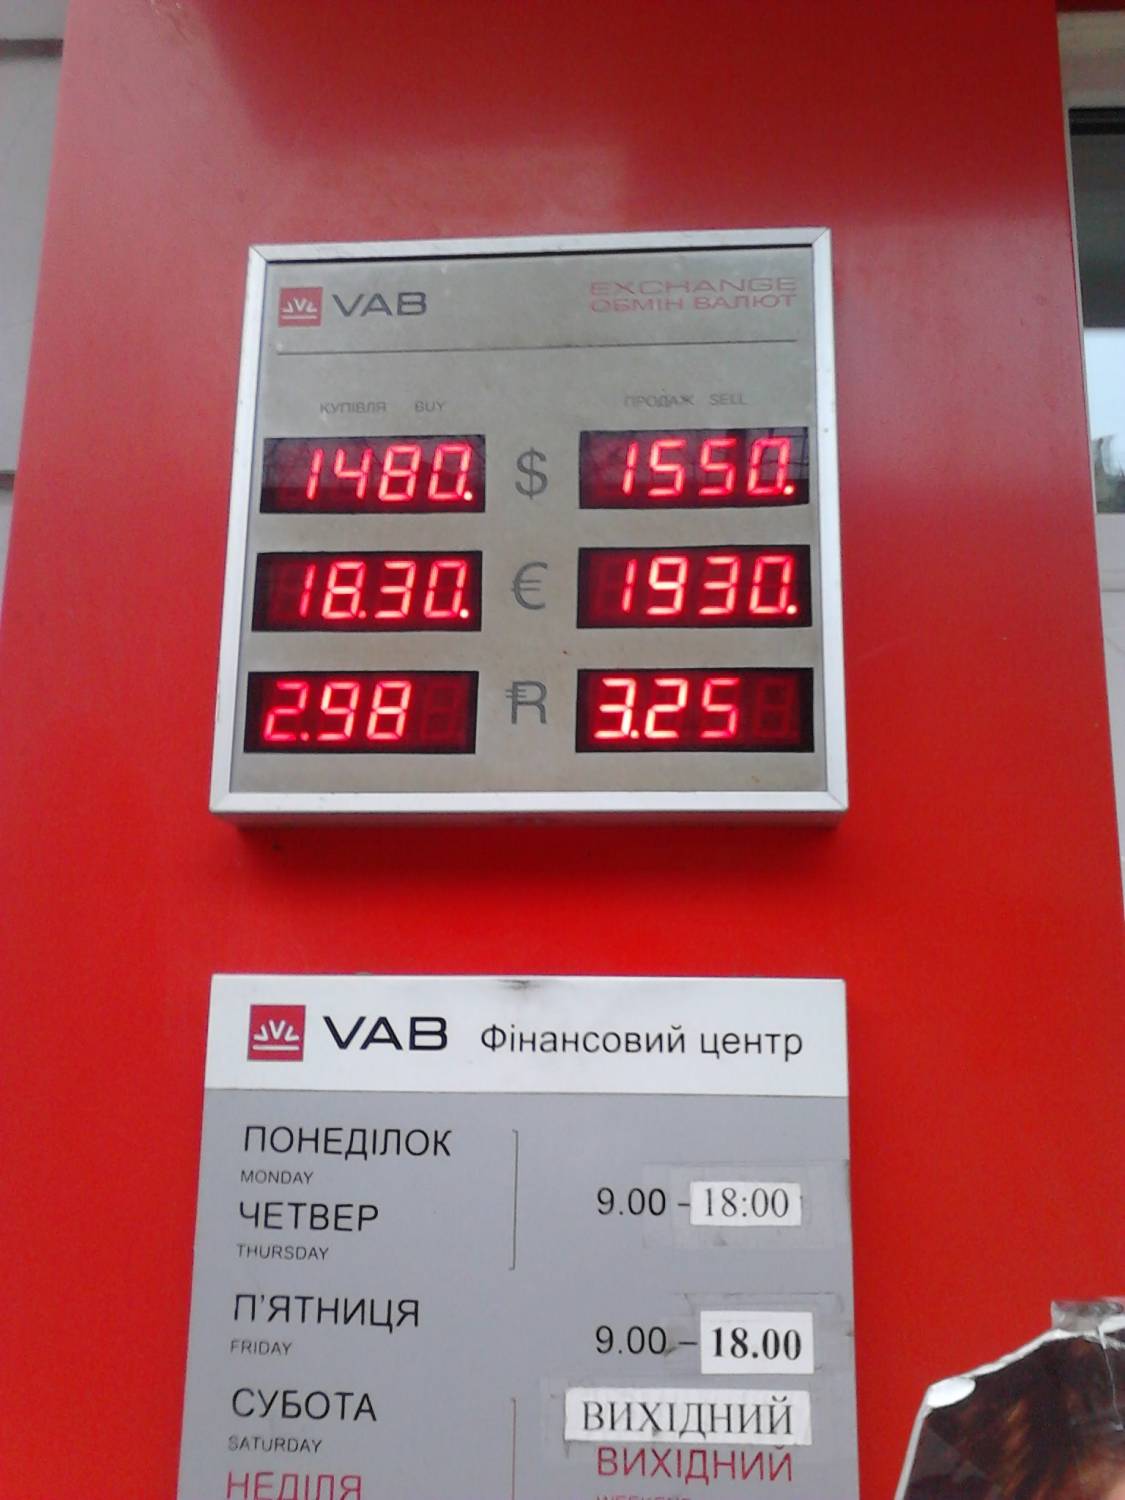 VAB EXCHANGE
ОБМІН ВАЛЮТ
КУПІВЛЯ BUY ПРОДАЖ SELL
1480. $ 1550.
18.30. € 1930.
2.98 R 3.25
VAB Фінансовий центр
ПОНЕДІЛОК
MONDAY
9.00 – 18:00
ЧЕТВЕР
THURSDAY
П'ЯТНИЦЯ
FRIDAY
9.00 – 18.00
СУБОТА
SATURDAY
ВИХІДНИЙ
НЕДІЛЯ
ВИХІДНИЙ